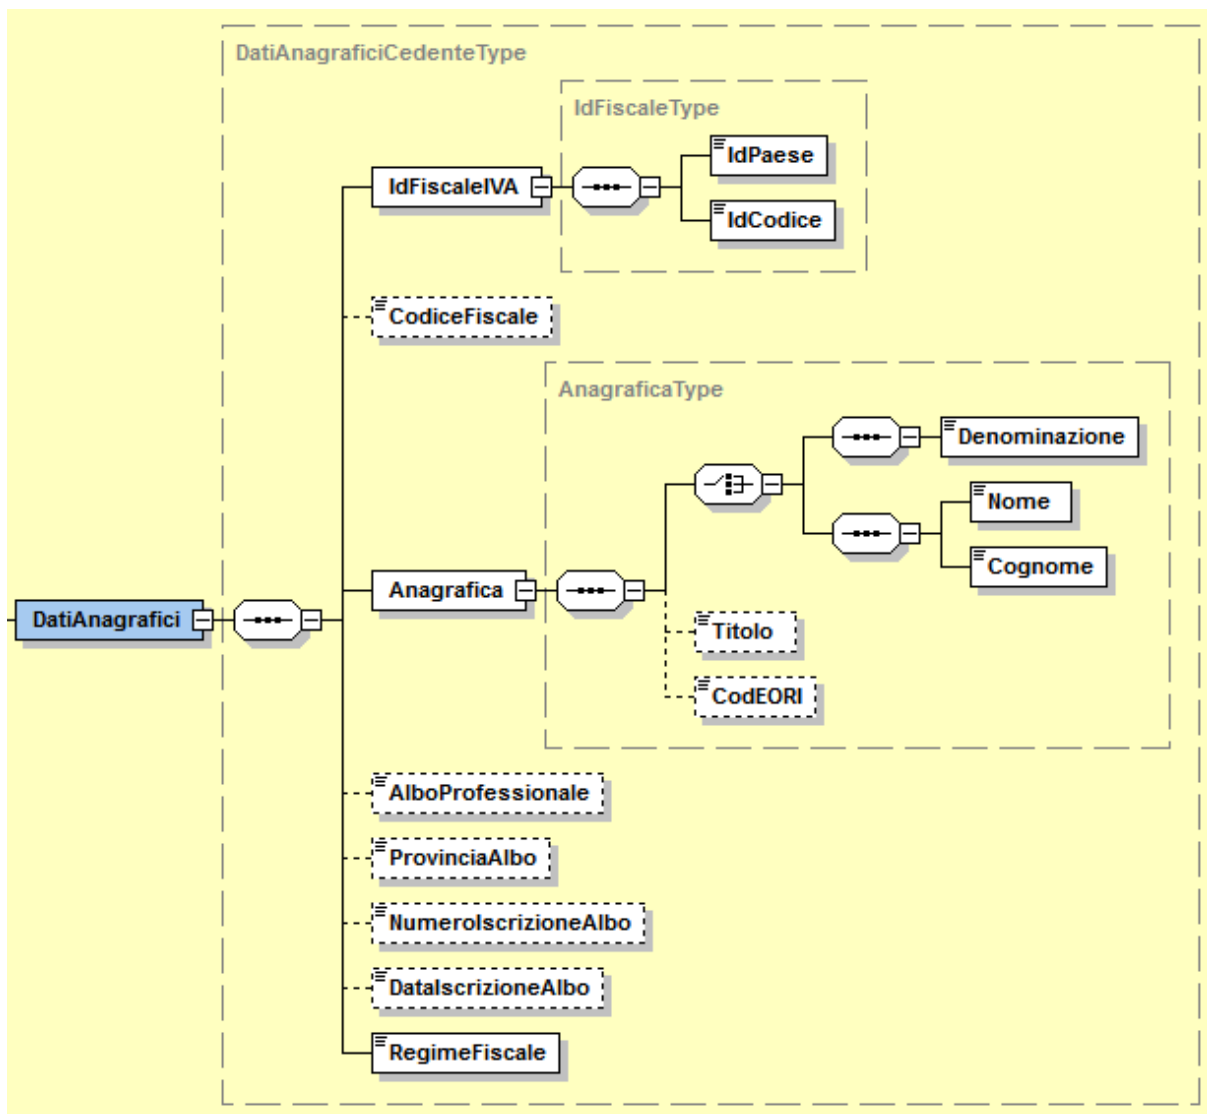 DatiAnagraficiCedenteType
IdFiscaleType
IdPaese
IdFiscaleIVA
IdCodice
CodiceFiscale
AnagraficaType
Denominazione
Nome
Cognome
Anagrafica
DatiAnagrafici
Titolo
CodEORI
AlboProfessionale
ProvinciaAlbo
NumeroIscrizioneAlbo
DataIscrizioneAlbo
RegimeFiscale